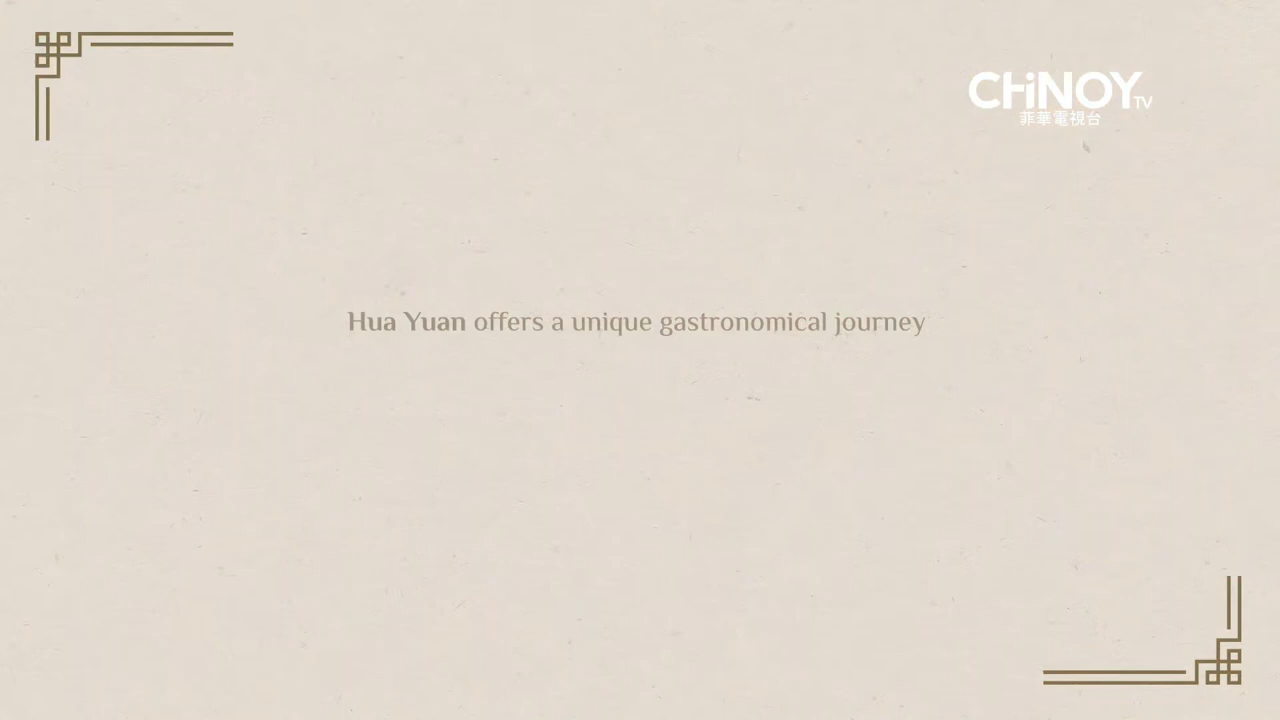 CHiNOY TV
菲華電視台
Hua Yuan offers a unique gastronomical journey